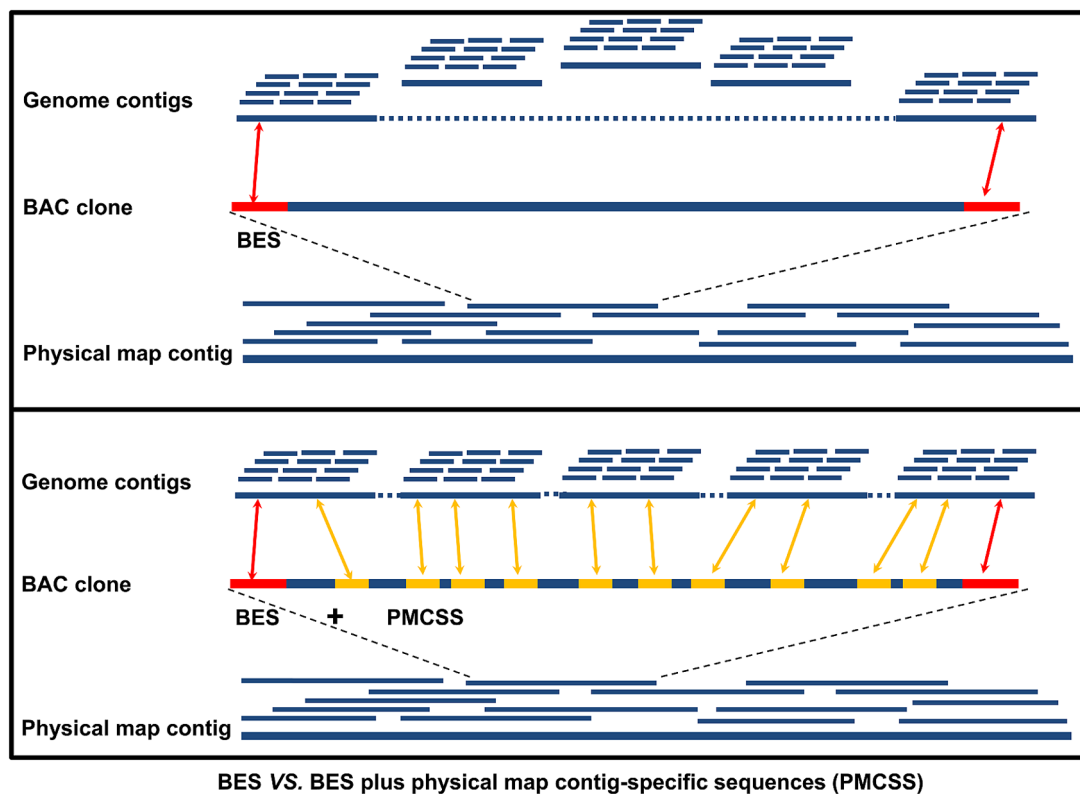 Genome contigs
BAC clone
BES
Physical map contig
Genome contigs
BAC clone
BES + PMCSS
Physical map contig
BES VS. BES plus physical map contig-specific sequences (PMCSS)